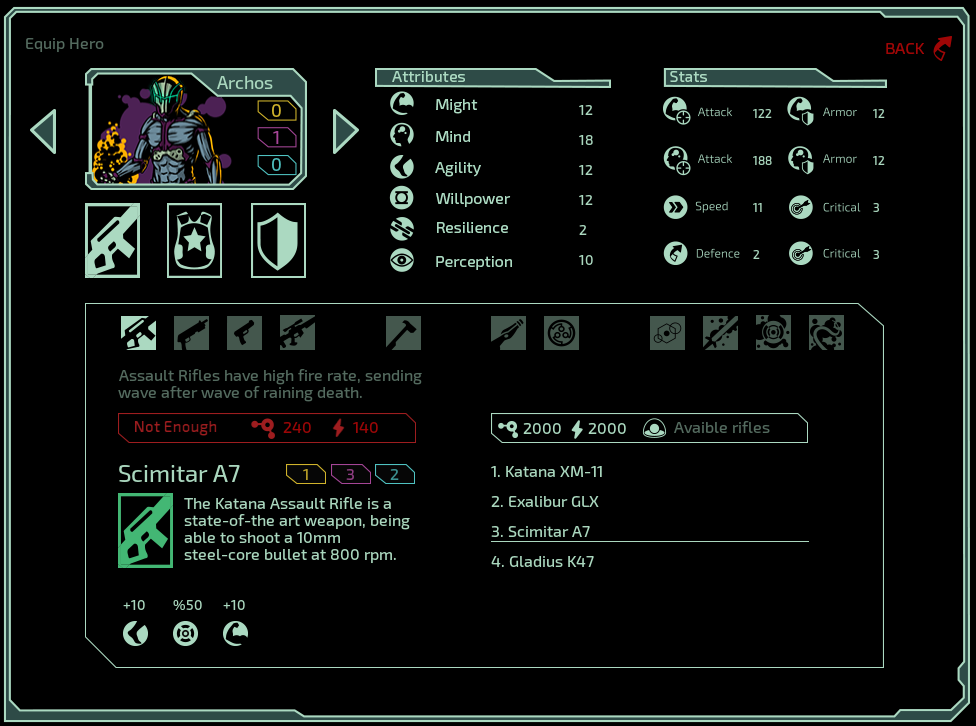 Equip Hero
BACK
Archos
0
1
0
Attributes
Might 12
Mind 18
Agility 12
Willpower 12
Resilience 2
Perception 10
Stats
Attack 122 Armor 12
Attack 188 Armor 12
Speed 11 Critical 3
Defence 2 Critical 3
Assault Rifles have high fire rate, sending
wave after wave of raining death.
Not Enough 240 140
Scimitar A7 1 3 2
The Katana Assault Rifle is a
state-of-the art weapon, being
able to shoot a 10mm
steel-core bullet at 800 rpm.
+10 %50 +10
2000 2000 Avaible rifles
1. Katana XM-11
2. Exalibur GLX
3. Scimitar A7
4. Gladius K47